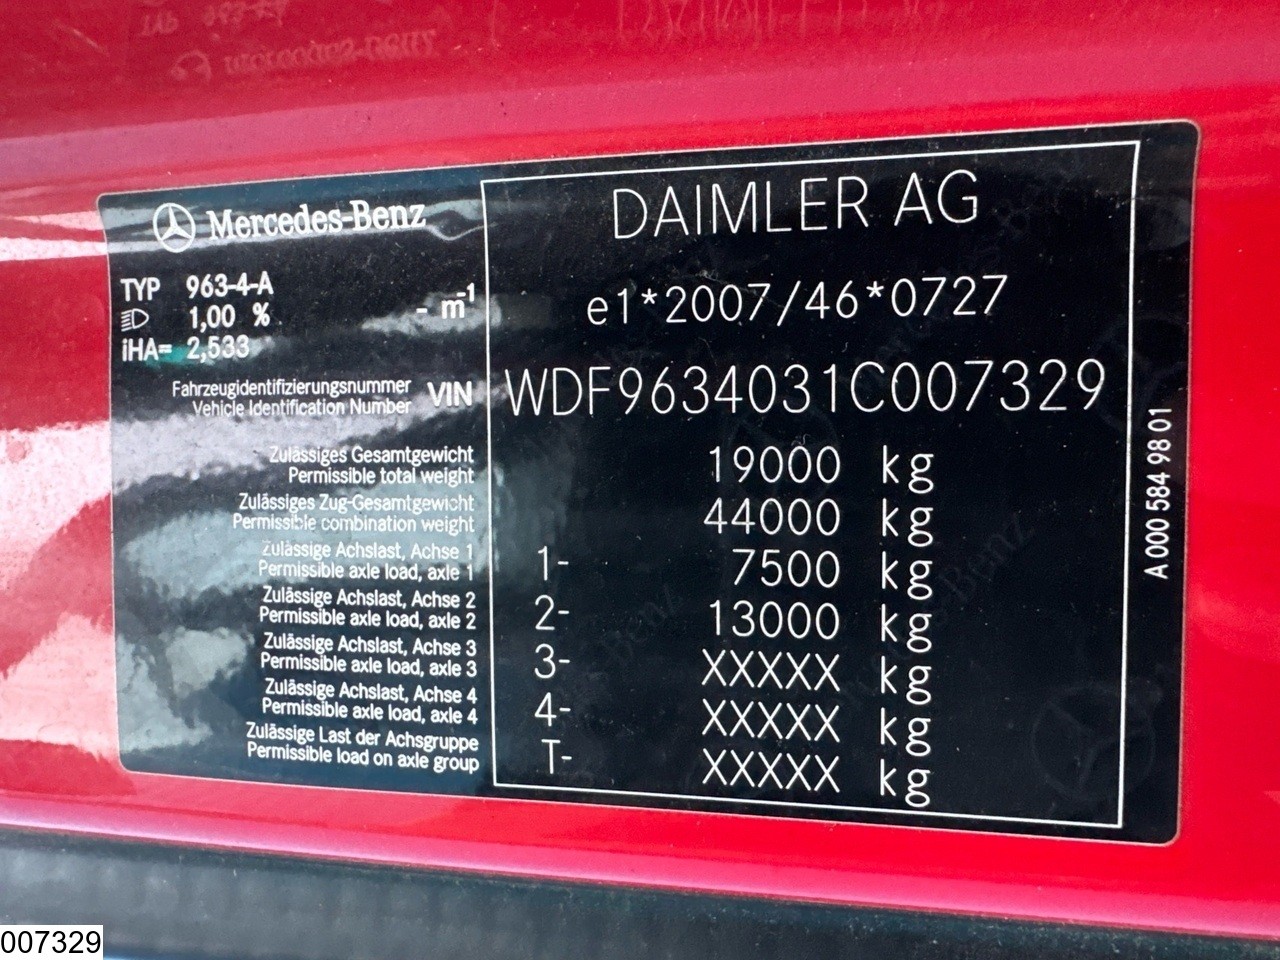 Mercedes-Benz
DAIMLER AG
TYP 963-4-A
1,00 % - m-1
iHA= 2,533
e1*2007/46*0727
Fahrzeugidentifizierungsnummer
Vehicle Identification Number VIN WDF9634031C007329
Zulässiges Gesamtgewicht
Permissible total weight 19000 kg
Zulässiges Zug-Gesamtgewicht
Permissible combination weight 44000 kg
Zulässige Achslast, Achse 1
Permissible axle load, axle 1 1- 7500 kg
Zulässige Achslast, Achse 2
Permissible axle load, axle 2 2- 13000 kg
Zulässige Achslast, Achse 3
Permissible axle load, axle 3 3- XXXXX kg
Zulässige Achslast, Achse 4
Permissible axle load, axle 4 4- XXXXX kg
Zulässige Last der Achsgruppe
Permissible load on axle group T- XXXXX kg
A 000 584 98 01
007329